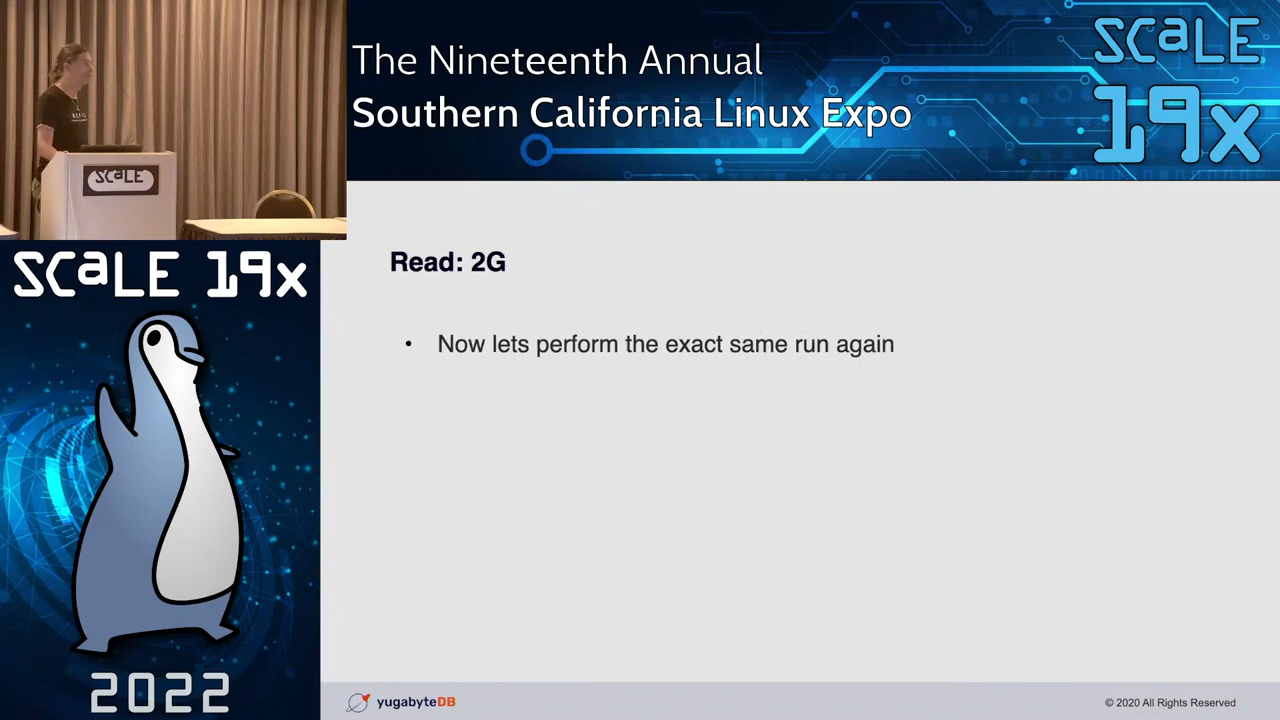 The Nineteenth Annual
Southern California Linux Expo
SCaLE
19x
SCaLE
SCaLE 19x
2022
Read: 2G
• Now lets perform the exact same run again
yugabyteDB
© 2020 All Rights Reserved